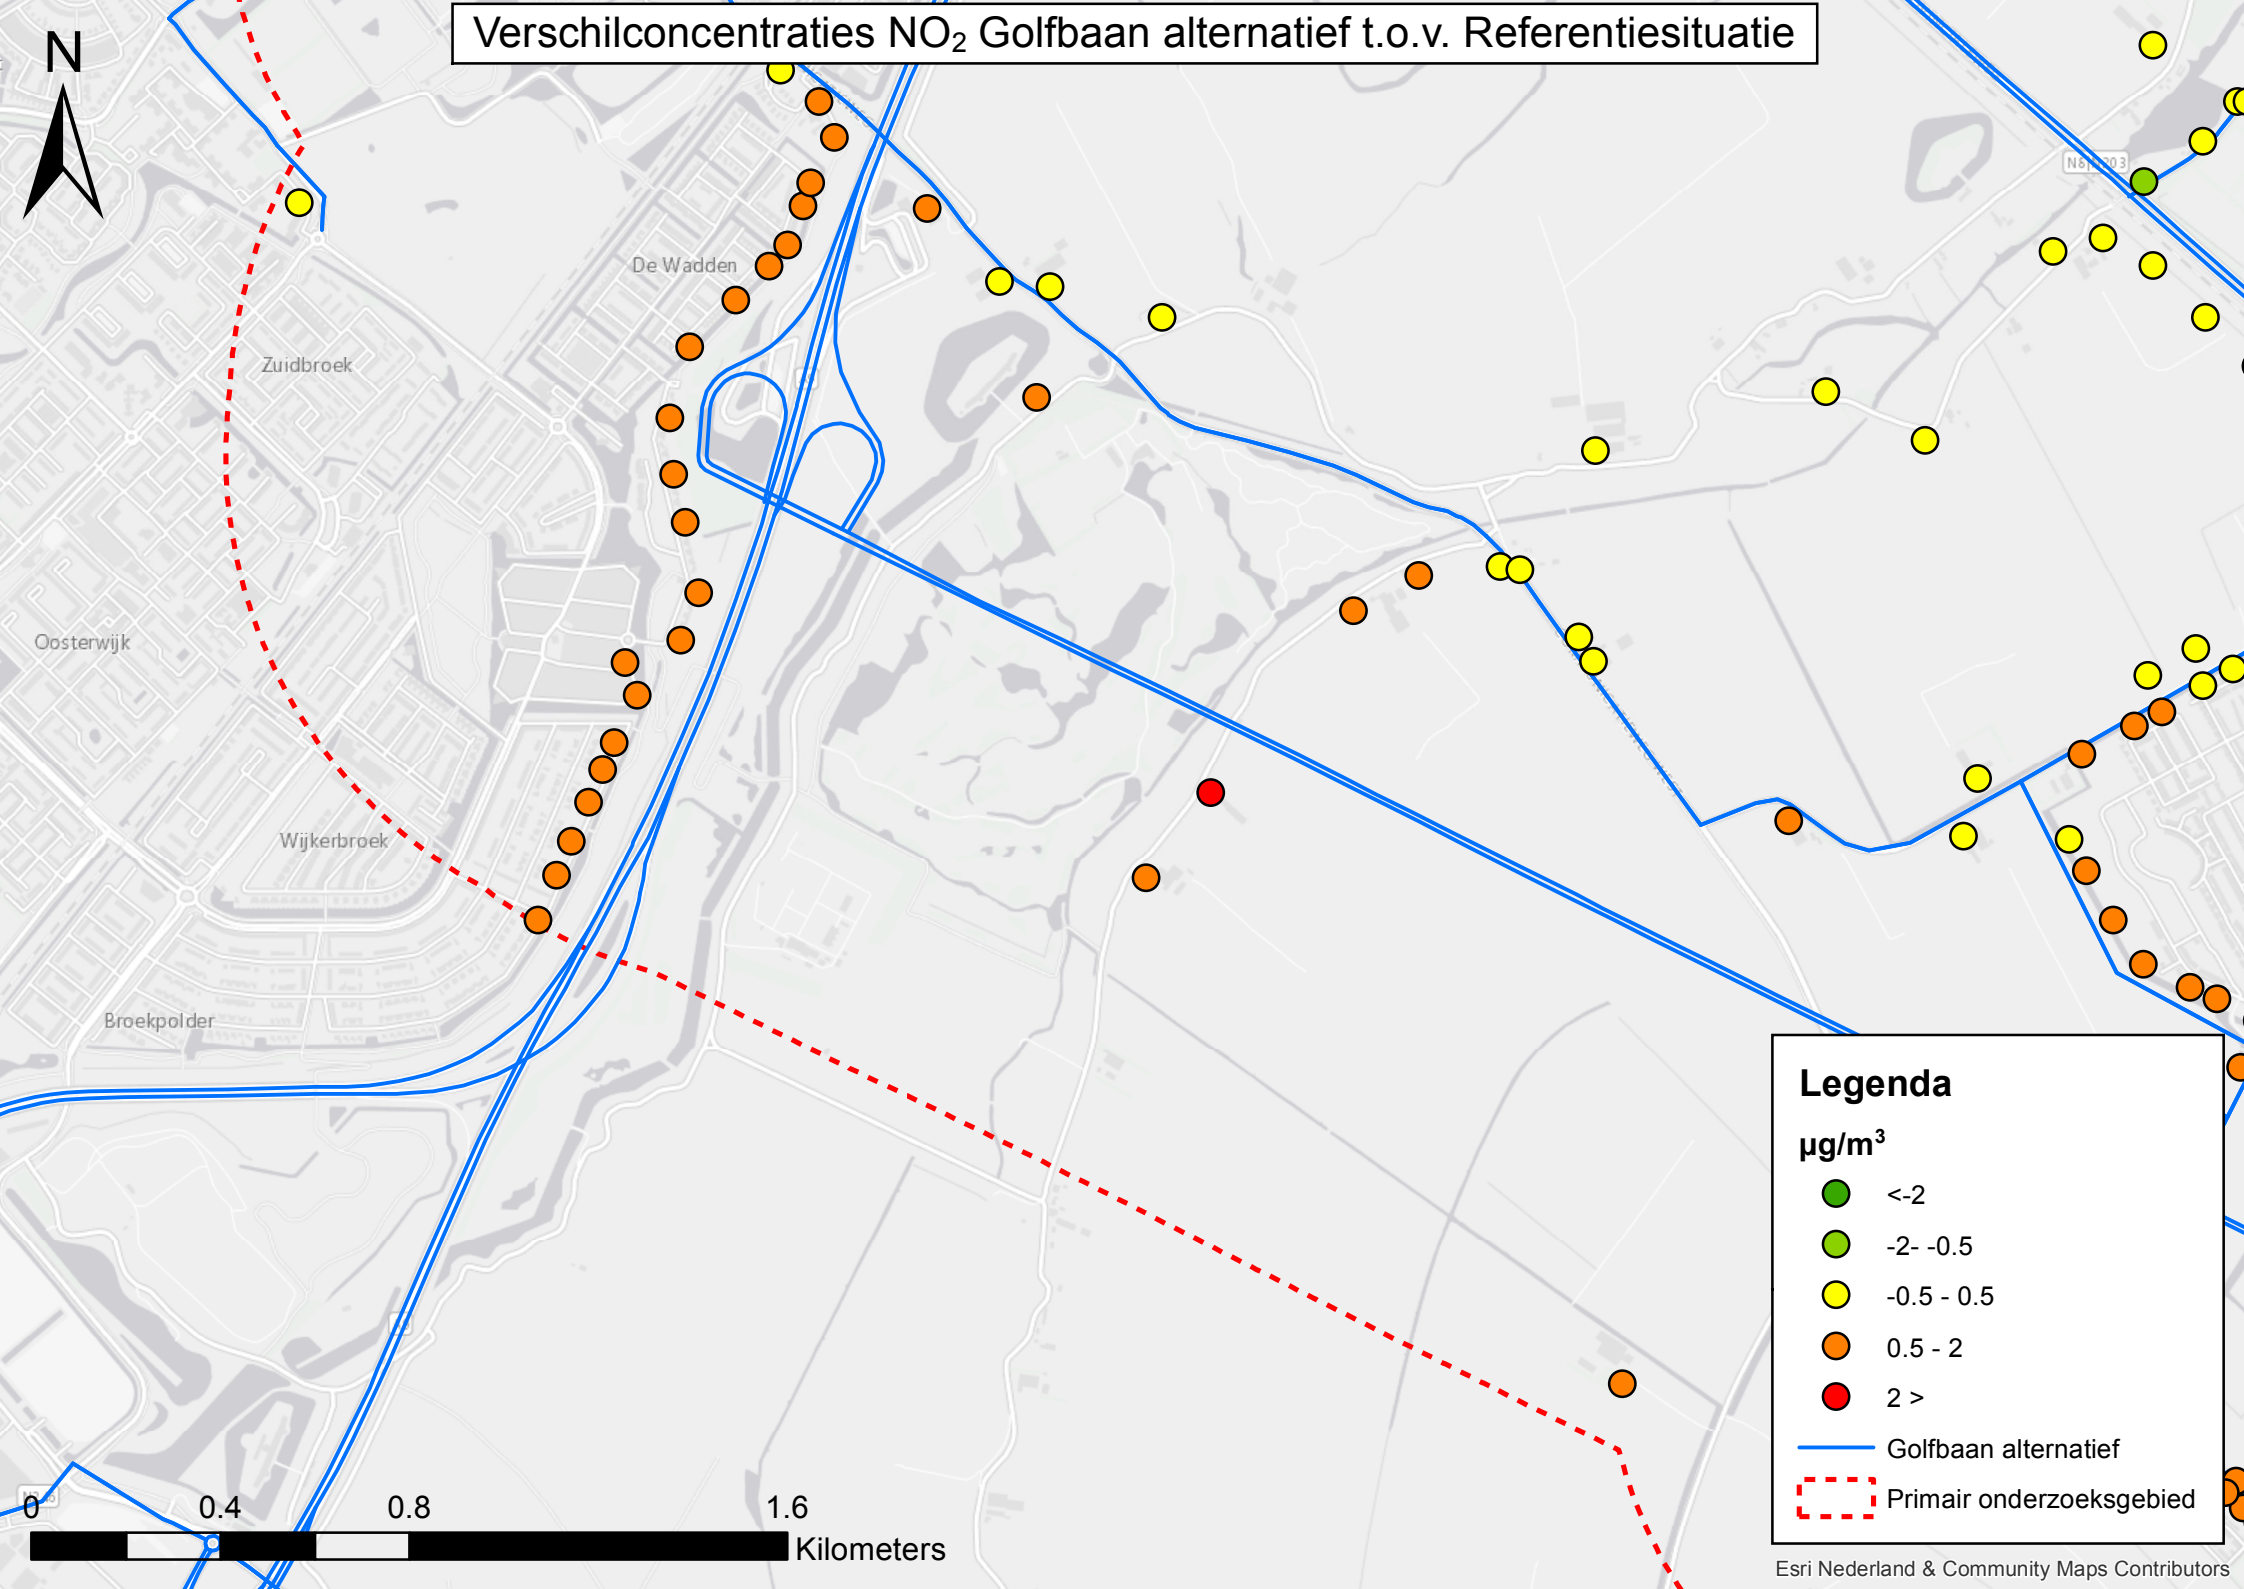 Verschilconcentraties NO₂ Golfbaan alternatief t.o.v. Referentiesituatie
N
De Wadden
Zuidbroek
Oosterwijk
Wijkerbroek
Broekpolder
Legenda
µg/m³
<-2
-2- -0.5
-0.5 - 0.5
0.5 - 2
2 >
Golfbaan alternatief
Primair onderzoeksgebied
0 0.4 0.8 1.6
Kilometers
Esri Nederland & Community Maps Contributors